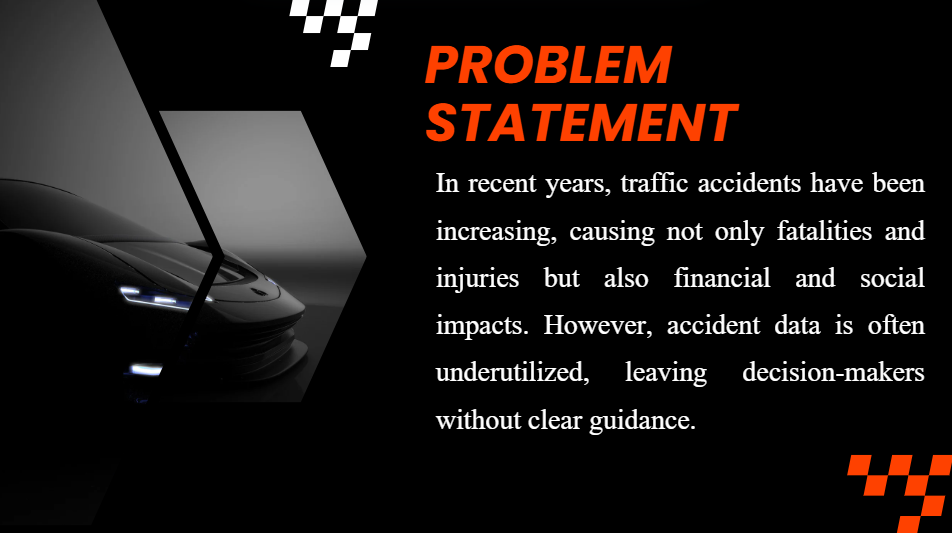 PROBLEM
STATEMENT
In recent years, traffic accidents have been
increasing, causing not only fatalities and
injuries but also financial and social
impacts. However, accident data is often
underutilized, leaving decision-makers
without clear guidance.